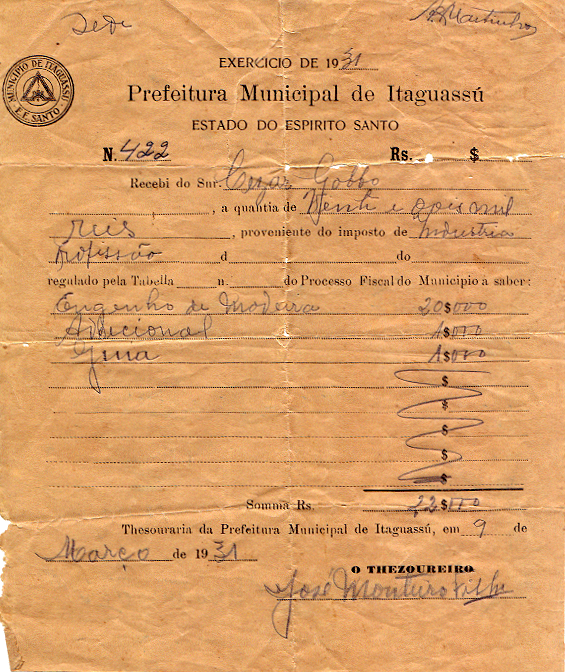 Sede
EXERCICIO DE 1931
MUNICIPIO DE ITAGUASSÚ
E. E. SANTO
Prefeitura Municipal de Itaguassú
ESTADO DO ESPIRITO SANTO
N. 422 Rs. $
Recebi do Snr. Cezár Gobbo
, a quantia de Venti e dois mil
reis, proveniente do imposto de Industria
profissão d do
regulado pela Tabella n. do Processo Fiscal do Municipio a saber:
Engenho de Madeira 20$000
Addicional 1$000
Guia 1$000
$
$
$
$
$
Somma Rs. 22$000
Thesouraria da Prefeitura Municipal de Itaguassú, em 9 de
Março de 1931
O THEZOUREIRO
José Monteiro